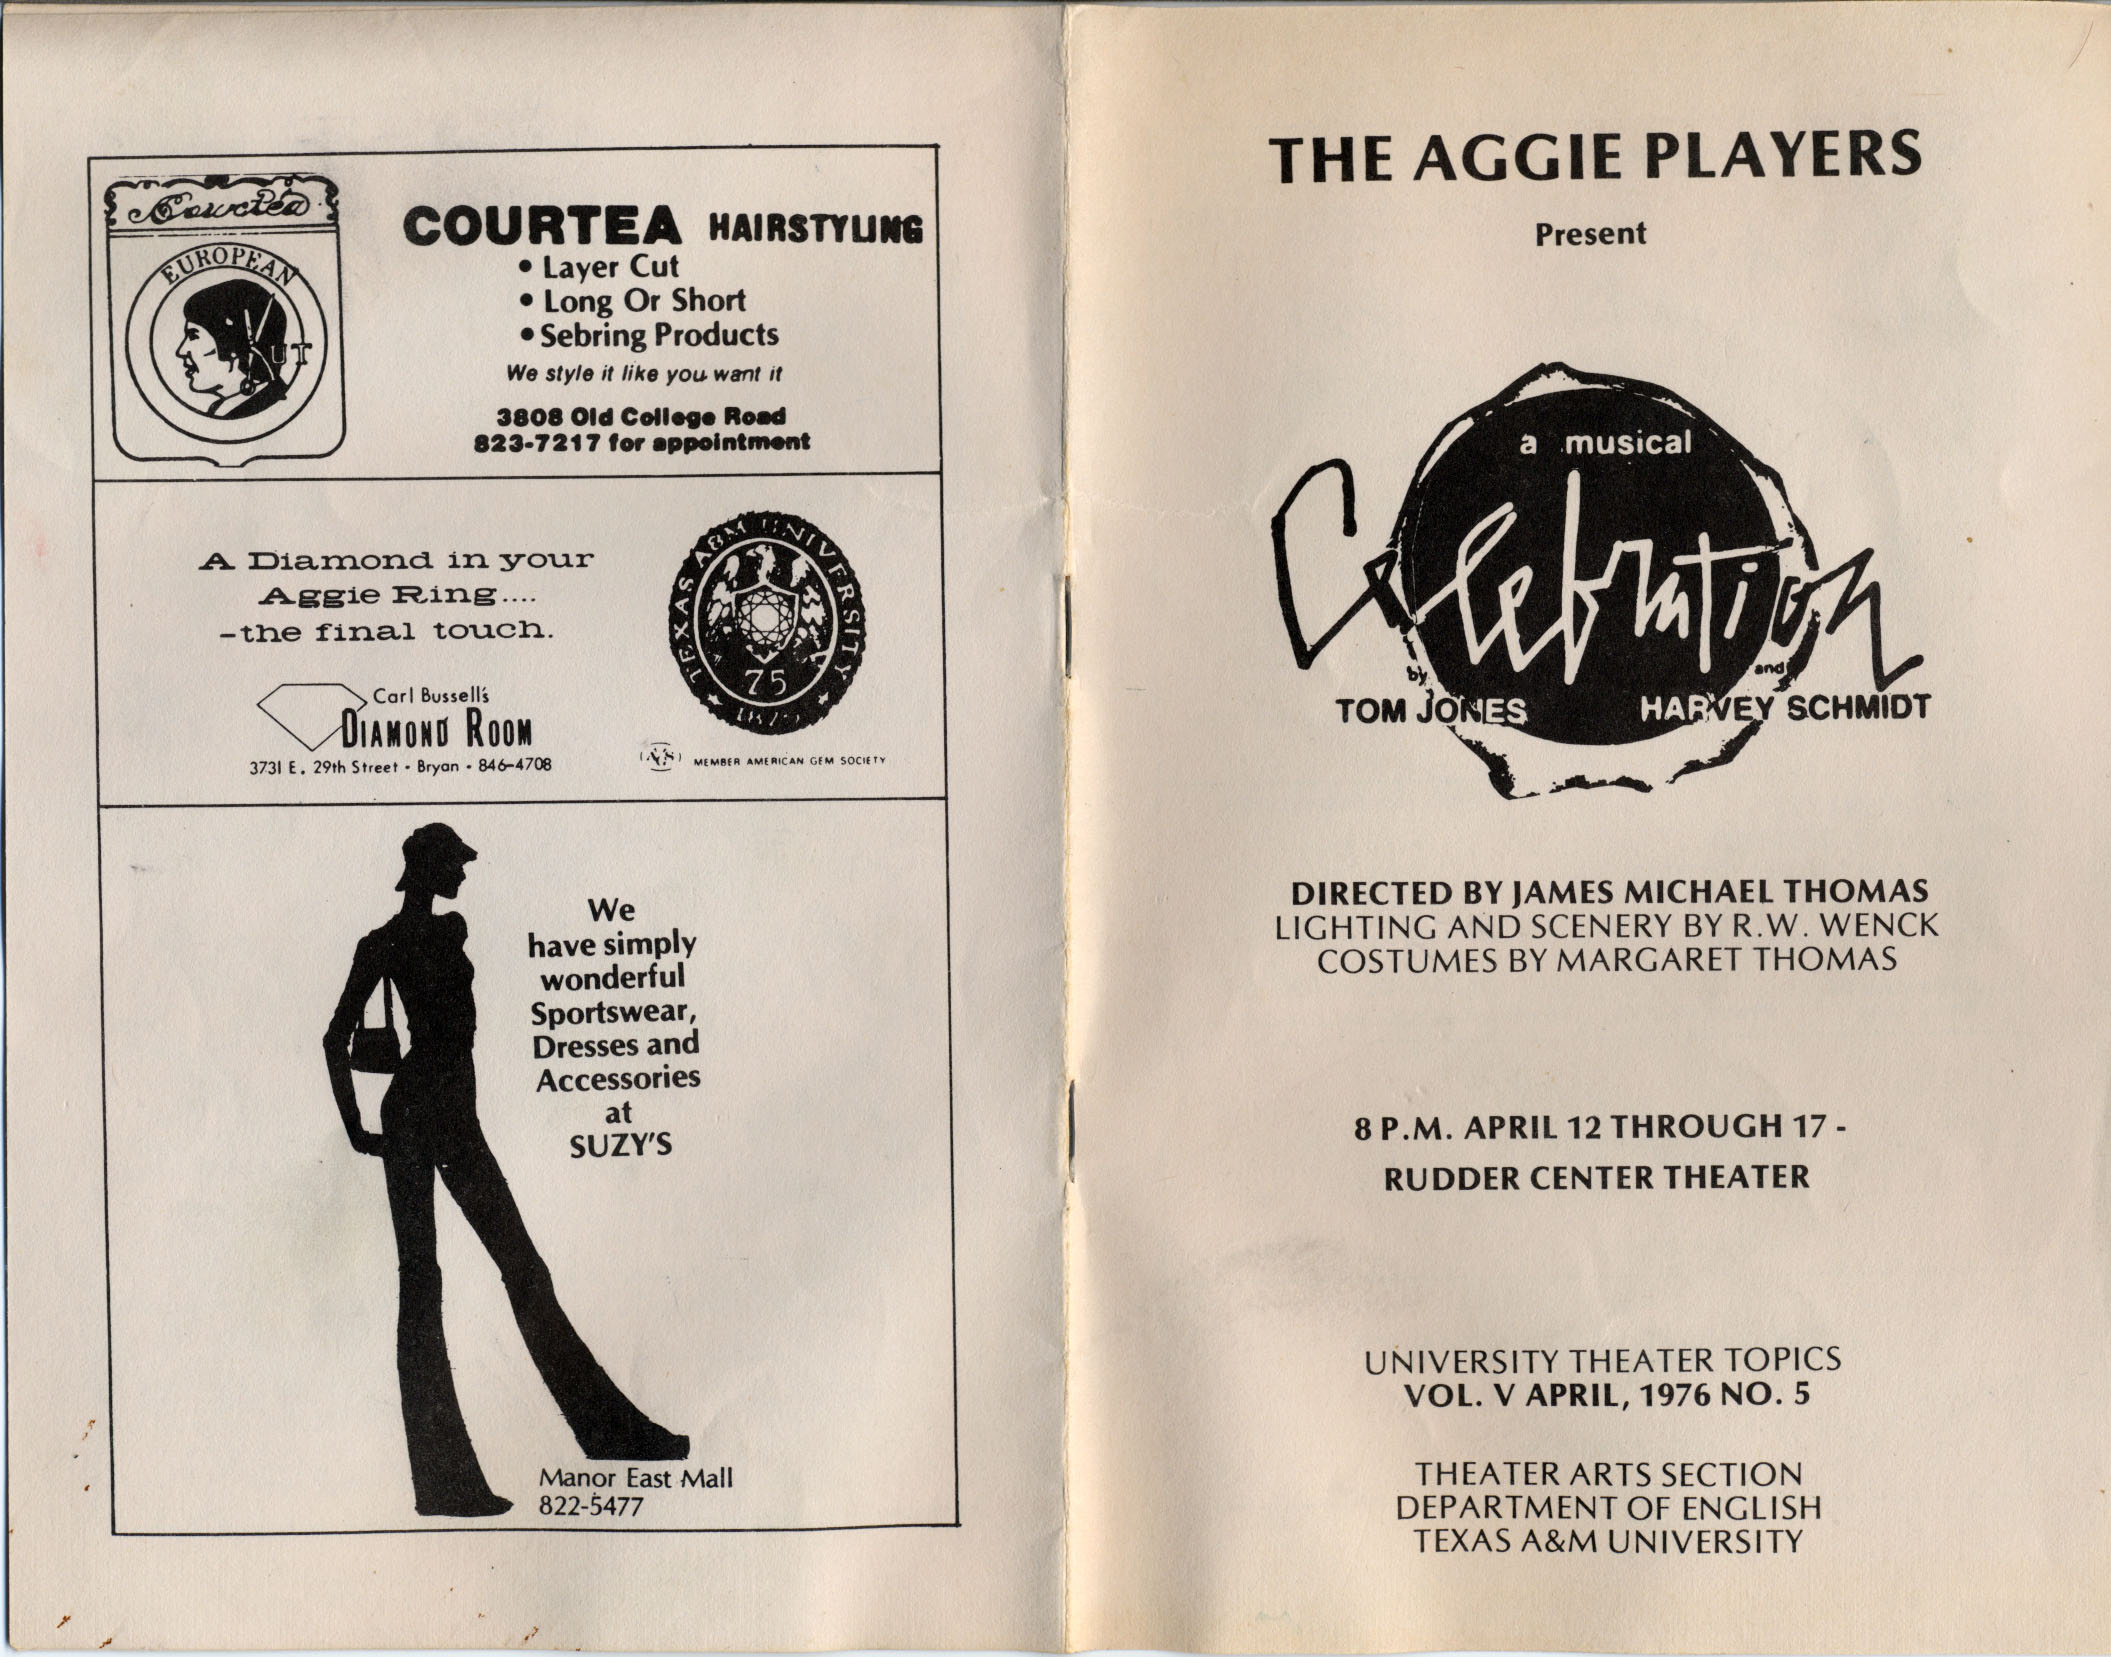 Courtea
EUROPEAN
UT
COURTEA HAIRSTYLING
• Layer Cut
• Long Or Short
• Sebring Products
We style it like you want it
3808 Old College Road
823-7217 for appointment
A Diamond in your
Aggie Ring....
-the final touch.
Carl Bussell's
DIAMOND ROOM
3731 E. 29th Street • Bryan • 846-4708
TEXAS A&M UNIVERSITY
75
MEMBER AMERICAN GEM SOCIETY
We
have simply
wonderful
Sportswear,
Dresses and
Accessories
at
SUZY'S
Manor East Mall
822-5477
THE AGGIE PLAYERS
Present
a musical
Celebration
by and
TOM JONES HARVEY SCHMIDT
DIRECTED BY JAMES MICHAEL THOMAS
LIGHTING AND SCENERY BY R.W. WENCK
COSTUMES BY MARGARET THOMAS
8 P.M. APRIL 12 THROUGH 17 -
RUDDER CENTER THEATER
UNIVERSITY THEATER TOPICS
VOL. V APRIL, 1976 NO. 5
THEATER ARTS SECTION
DEPARTMENT OF ENGLISH
TEXAS A&M UNIVERSITY